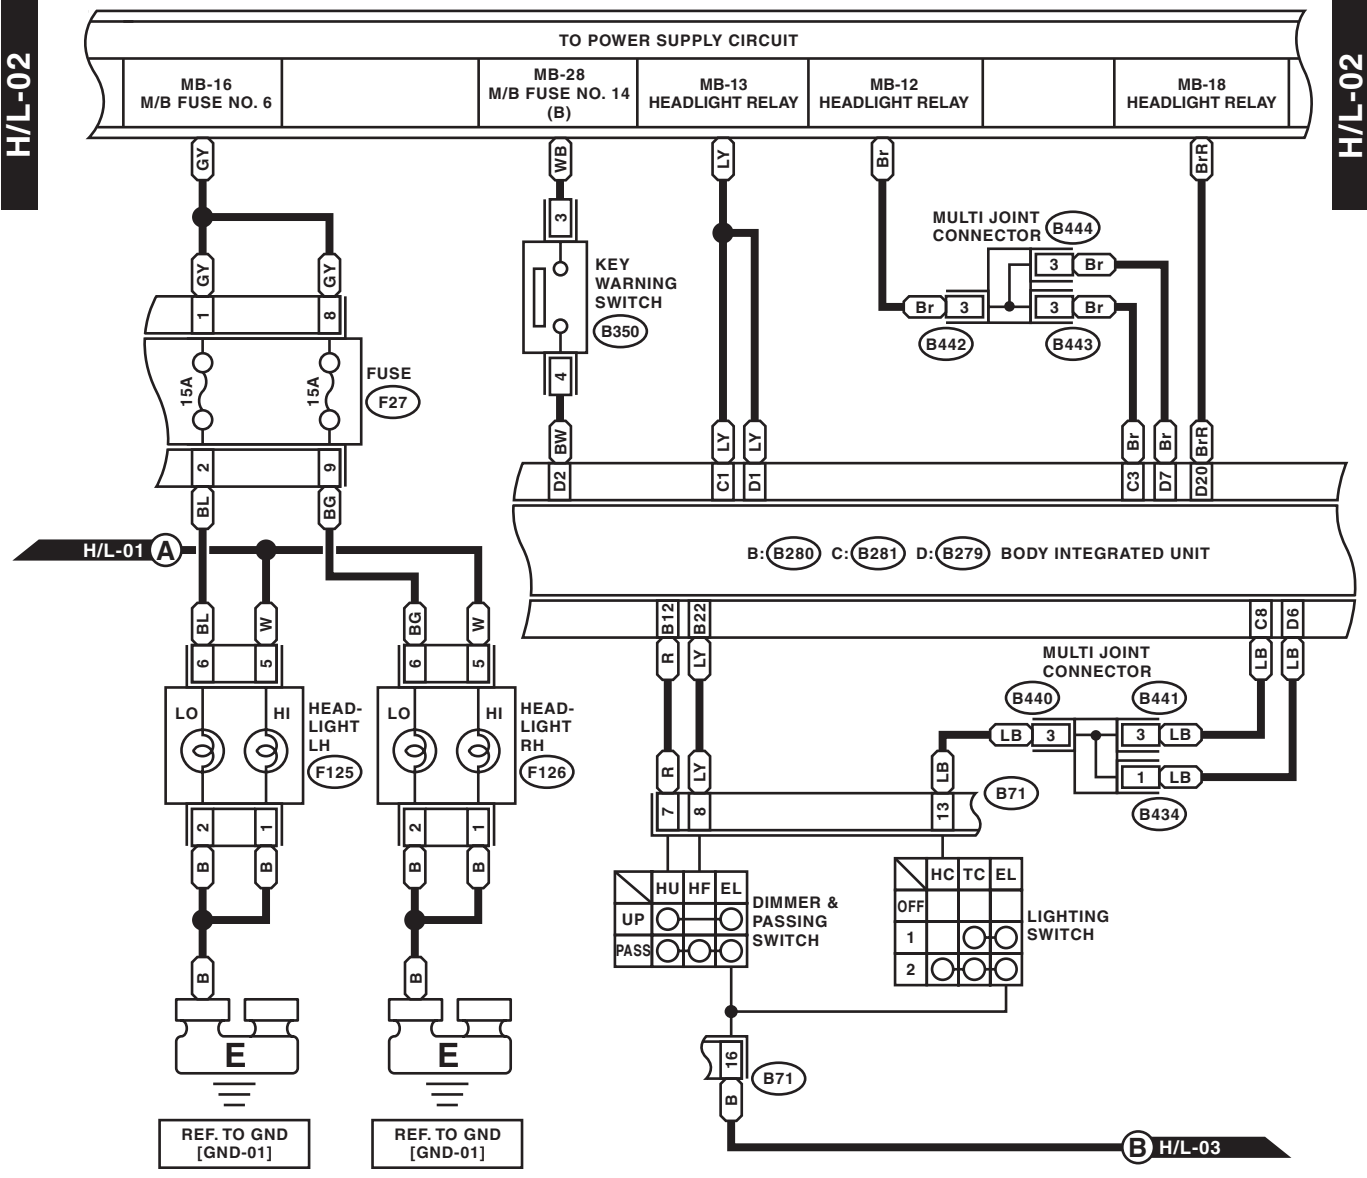 H/L-02
H/L-02
TO POWER SUPPLY CIRCUIT
MB-16
M/B FUSE NO. 6
MB-28
M/B FUSE NO. 14
(B)
MB-13
HEADLIGHT RELAY
MB-12
HEADLIGHT RELAY
MB-18
HEADLIGHT RELAY
GY
WB
LY
Br
BrR
GY
GY
1
8
15A
15A
FUSE
F27
2
9
BL
BG
3
KEY
WARNING
SWITCH
B350
4
BW
D2
LY
LY
C1
D1
MULTI JOINT
CONNECTOR
B444
3
Br
Br
3
3
Br
B442
B443
Br
Br
BrR
C3
D7
D20
B: B280 C: B281 D: B279 BODY INTEGRATED UNIT
H/L-01 A
BL
W
BG
W
6
5
6
5
LO
HI
HEAD-
LIGHT
LH
F125
LO
HI
HEAD-
LIGHT
RH
F126
2
1
2
1
B
B
B
B
B
B
E
E
REF. TO GND
[GND-01]
REF. TO GND
[GND-01]
B12
B22
C8
D6
R
LY
LB
LB
MULTI JOINT
CONNECTOR
B440
B441
LB
3
3
LB
1
LB
B434
R
LY
LB
7
8
13
B71
HU HF EL
UP
PASS
DIMMER &
PASSING
SWITCH
HC TC EL
OFF
1
2
LIGHTING
SWITCH
16
B71
B
B H/L-03